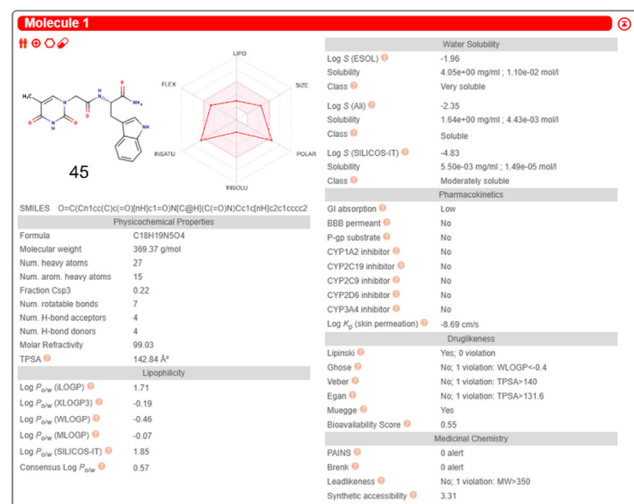 Molecule 1
LIPO
FLEX
SIZE
INSATU
POLAR
INSOLU
45
SMILES O=C(Cn1cc(C)c(=O)[nH]c1=O)N[C@H](C(=O)N)Cc1c[nH]c2c1cccc2
Physicochemical Properties
Formula C18H19N5O4
Molecular weight 369.37 g/mol
Num. heavy atoms 27
Num. arom. heavy atoms 15
Fraction Csp3 0.22
Num. rotatable bonds 7
Num. H-bond acceptors 4
Num. H-bond donors 4
Molar Refractivity 99.03
TPSA 142.84 Å²
Lipophilicity
Log Po/w (iLOGP) 1.71
Log Po/w (XLOGP3) -0.19
Log Po/w (WLOGP) -0.46
Log Po/w (MLOGP) -0.07
Log Po/w (SILICOS-IT) 1.85
Consensus Log Po/w 0.57
Water Solubility
Log S (ESOL) -1.96
Solubility 4.05e+00 mg/ml ; 1.10e-02 mol/l
Class Very soluble
Log S (Ali) -2.35
Solubility 1.64e+00 mg/ml ; 4.43e-03 mol/l
Class Soluble
Log S (SILICOS-IT) -4.83
Solubility 5.50e-03 mg/ml ; 1.49e-05 mol/l
Class Moderately soluble
Pharmacokinetics
GI absorption Low
BBB permeant No
P-gp substrate No
CYP1A2 inhibitor No
CYP2C19 inhibitor No
CYP2C9 inhibitor No
CYP2D6 inhibitor No
CYP3A4 inhibitor No
Log Kp (skin permeation) -8.69 cm/s
Druglikeness
Lipinski Yes; 0 violation
Ghose No; 1 violation: WLOGP<-0.4
Veber No; 1 violation: TPSA>140
Egan No; 1 violation: TPSA>131.6
Muegge Yes
Bioavailability Score 0.55
Medicinal Chemistry
PAINS 0 alert
Brenk 0 alert
Leadlikeness No; 1 violation: MW>350
Synthetic accessibility 3.31